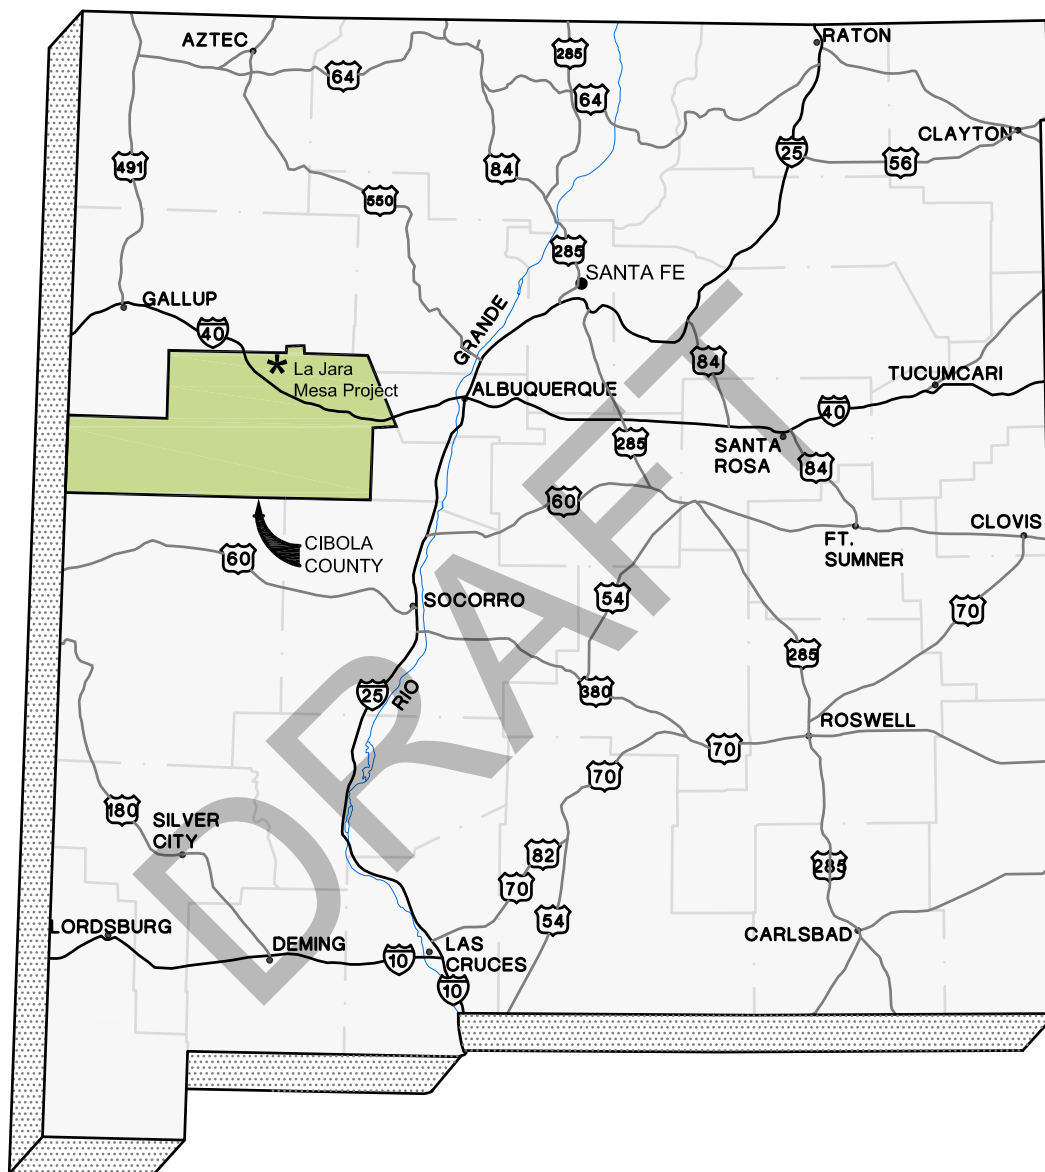 AZTEC
RATON
64
285
64
CLAYTON
25
56
491
84
550
285
SANTA FE
GALLUP
40
GRANDE
La Jara
Mesa Project
84
TUCUMCARI
ALBUQUERQUE
40
285
SANTA
ROSA
84
60
CLOVIS
CIBOLA
COUNTY
FT.
SUMNER
60
54
SOCORRO
70
285
25
RIO
380
ROSWELL
70
70
180
SILVER
CITY
82
285
70
54
LORDSBURG
DEMING
10
LAS
CRUCES
CARLSBAD
10
DRAFT